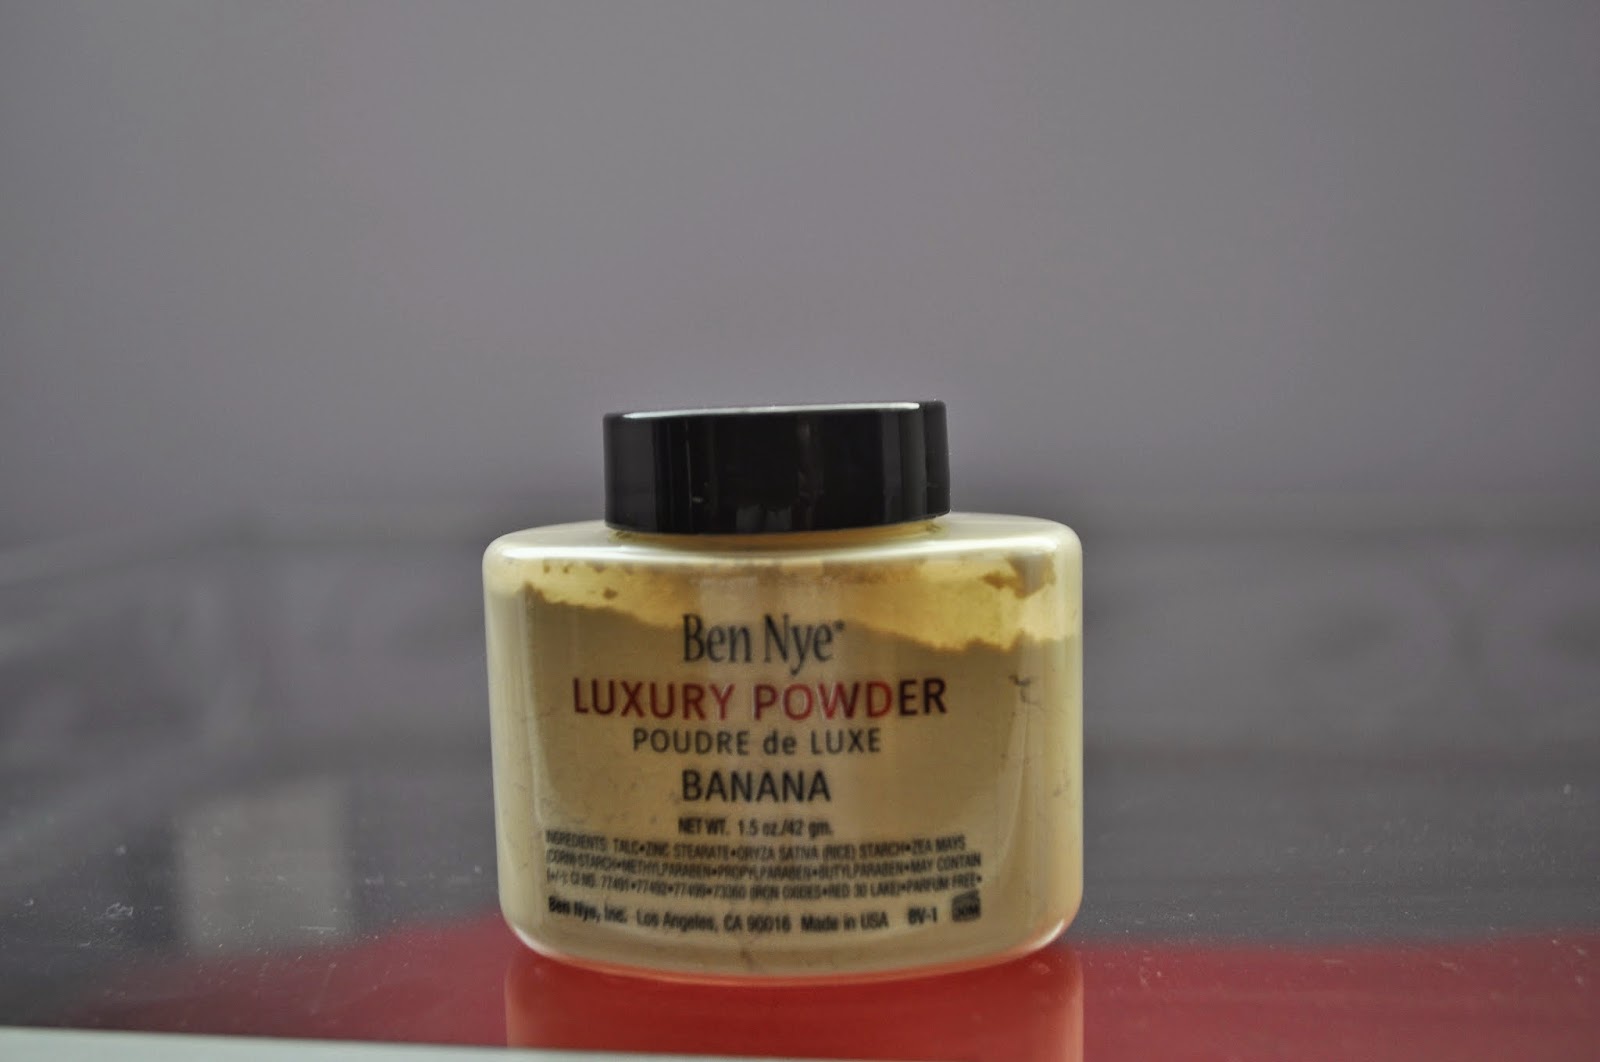 Ben Nye
LUXURY POWDER
POUDRE de LUXE
BANANA
NET WT. 1.5 oz./42 gm.
INGREDIENTS: TALC•ZINC STEARATE•ORYZA SATIVA (RICE) STARCH•ZEA MAYS
(CORN) STARCH•METHYLPARABEN•PROPYLPARABEN•BUTYLPARABEN•MAY CONTAIN
(+/-): CI NO. 77491•77492•77499•73360 (IRON OXIDES•RED 30 LAKE)•PARFUM FREE•
Ben Nye, Inc. Los Angeles, CA 90016 Made in USA BV-1